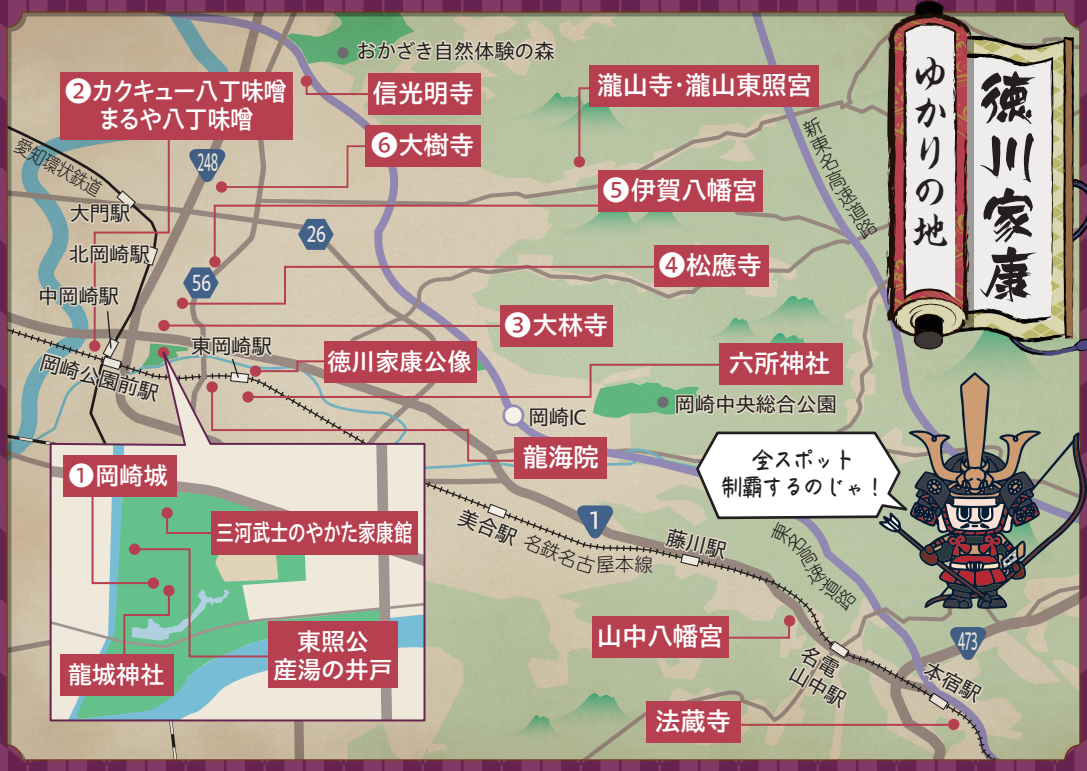 徳川家康
ゆかりの地
おかざき自然体験の森
❷カクキュー八丁味噌
まるや八丁味噌
信光明寺
瀧山寺・瀧山東照宮
❻大樹寺
248
新東名高速道路
愛知環状鉄道
大門駅
❺伊賀八幡宮
26
北岡崎駅
❹松應寺
56
中岡崎駅
❸大林寺
東岡崎駅
徳川家康公像
六所神社
岡崎公園前駅
岡崎中央総合公園
岡崎IC
龍海院
全スポット
制覇するのじゃ!
❶岡崎城
三河武士のやかた家康館
龍城神社
東照公
産湯の井戸
1
美合駅
名鉄名古屋本線
藤川駅
東名高速道路
山中八幡宮
473
名電
山中駅
本宿駅
法蔵寺